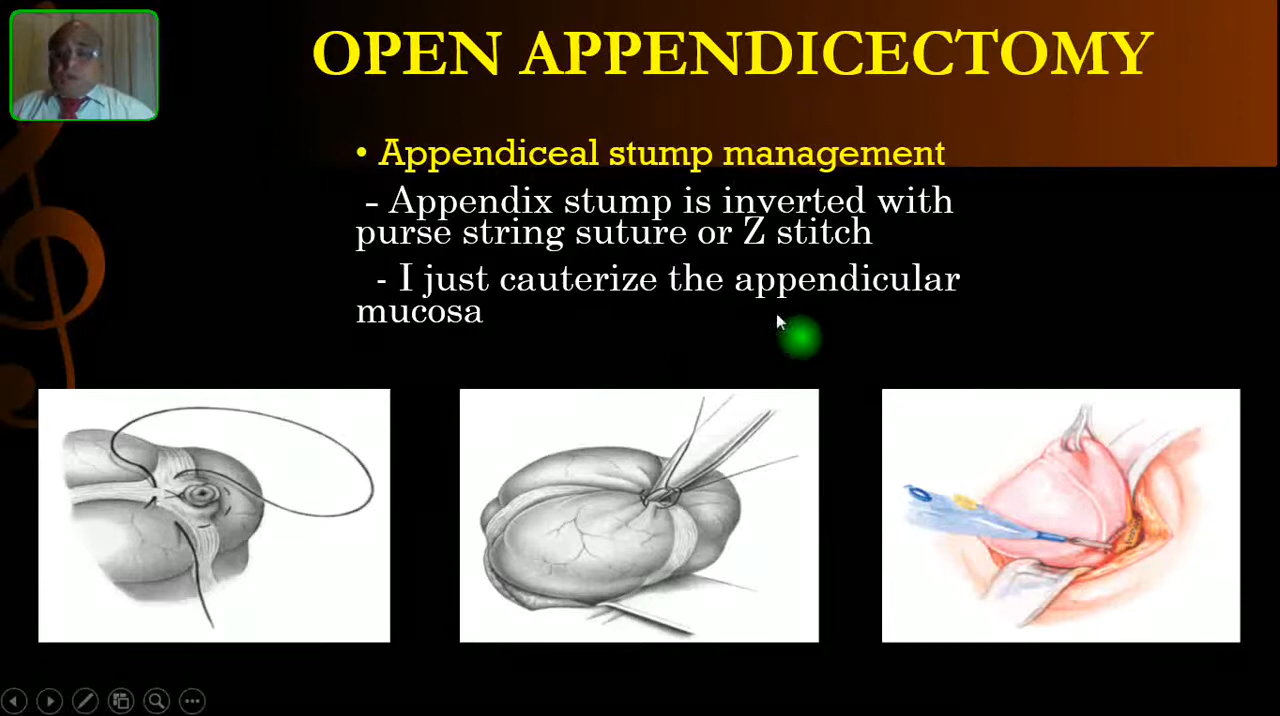 OPEN APPENDICECTOMY
• Appendiceal stump management
- Appendix stump is inverted with
purse string suture or Z stitch
- I just cauterize the appendicular
mucosa